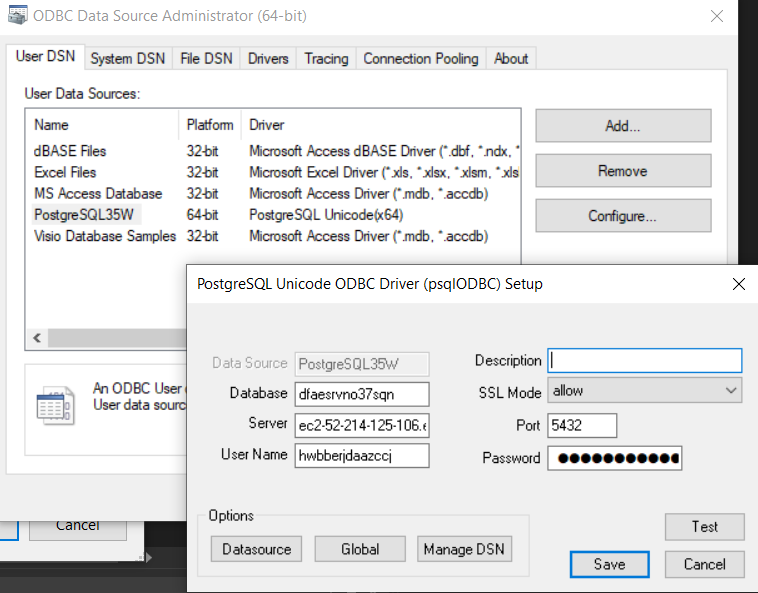 ODBC Data Source Administrator (64-bit)
User DSN System DSN File DSN Drivers Tracing Connection Pooling About
User Data Sources:
Name Platform Driver
dBASE Files 32-bit Microsoft Access dBASE Driver (*.dbf, *.ndx, *
Excel Files 32-bit Microsoft Excel Driver (*.xls, *.xlsx, *.xlsm, *.xls
MS Access Database 32-bit Microsoft Access Driver (*.mdb, *.accdb)
PostgreSQL35W 64-bit PostgreSQL Unicode(x64)
Visio Database Samples 32-bit Microsoft Access Driver (*.mdb, *.accdb)
Add...
Remove
Configure...
An ODBC User
User data sourc
Cancel
PostgreSQL Unicode ODBC Driver (psqlODBC) Setup
Data Source PostgreSQL35W
Description
Database dfaesrvno37sqn
SSL Mode allow
Server ec2-52-214-125-106.e
Port 5432
User Name hwbberjdaazccj
Password ●●●●●●●●●●●
Options
Datasource Global Manage DSN
Test
Save Cancel